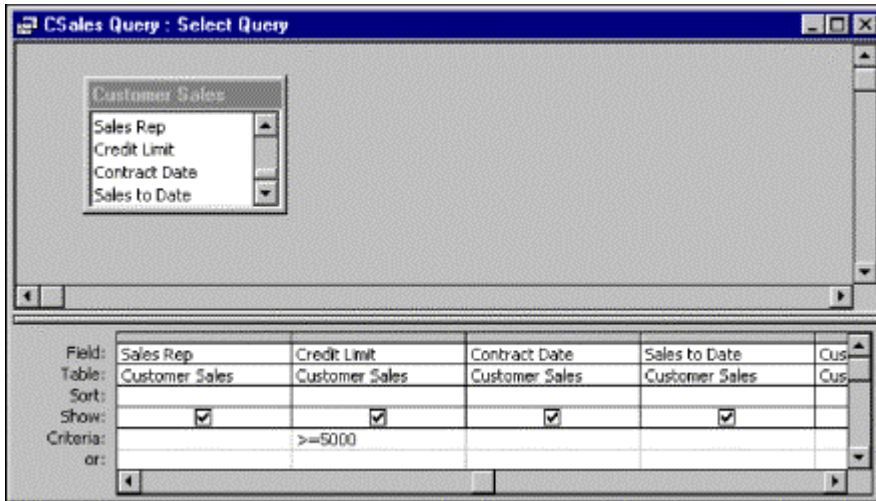 CSales Query : Select Query
Customer Sales
Sales Rep
Credit Limit
Contract Date
Sales to Date
Field: Sales Rep Credit Limit Contract Date Sales to Date Cus
Table: Customer Sales Customer Sales Customer Sales Customer Sales Cus
Sort:
Show:
Criteria: >=5000
or: